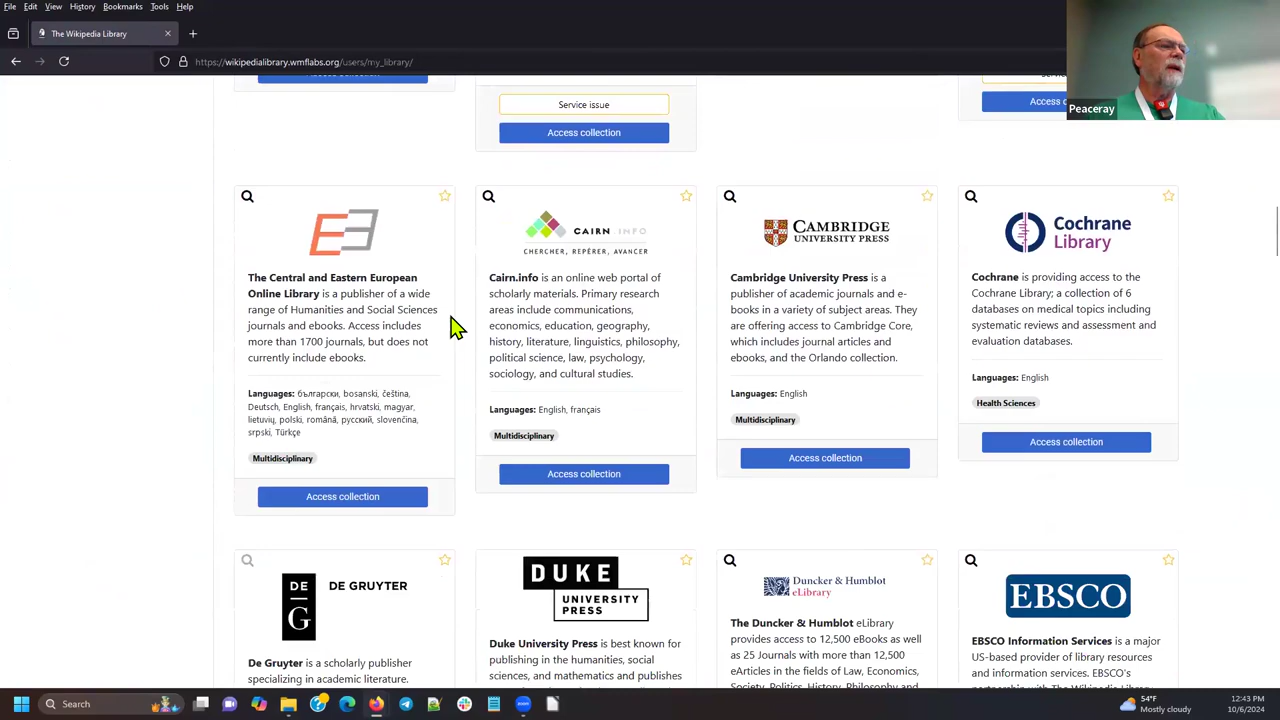 File Edit View History Bookmarks Tools Help
The Wikipedia Library
https://wikipedialibrary.wmflabs.org/users/my_library/
Peaceray
Service issue
Access collection
CAIRN.INFO
CHERCHER, REPÉRER, AVANCER
CAMBRIDGE
UNIVERSITY PRESS
Cochrane
Library
The Central and Eastern European
Online Library is a publisher of a wide
range of Humanities and Social Sciences
journals and ebooks. Access includes
more than 1700 journals, but does not
currently include ebooks.
Languages: български, bosanski, čeština,
Deutsch, English, français, hrvatski, magyar,
lietuvių, polski, română, русский, slovenčina,
srpski, Türkçe
Multidisciplinary
Access collection
Cairn.info is an online web portal of
scholarly materials. Primary research
areas include communications,
economics, education, geography,
history, literature, linguistics, philosophy,
political science, law, psychology,
sociology, and cultural studies.
Languages: English, français
Multidisciplinary
Access collection
Cambridge University Press is a
publisher of academic journals and e-
books in a variety of subject areas. They
are offering access to Cambridge Core,
which includes journal articles and
ebooks, and the Orlando collection.
Languages: English
Multidisciplinary
Access collection
Cochrane is providing access to the
Cochrane Library; a collection of 6
databases on medical topics including
systematic reviews and assessment and
evaluation databases.
Languages: English
Health Sciences
Access collection
DE
G
DE GRUYTER
De Gruyter is a scholarly publisher
specializing in academic literature.
DUKE
UNIVERSITY
PRESS
Duke University Press is best known for
publishing in the humanities, social
sciences, and mathematics and publishes
Duncker & Humblot
eLibrary
The Duncker & Humblot eLibrary
provides access to 12,500 eBooks as well
as 25 Journals with more than 12,500
eArticles in the fields of Law, Economics,
Society, Politics, History, Philosophy and
EBSCO
EBSCO Information Services is a major
US-based provider of library resources
and information services. EBSCO's
partnership with The Wikipedia Library
Search
54°F
Mostly cloudy
12:43 PM
10/6/2024